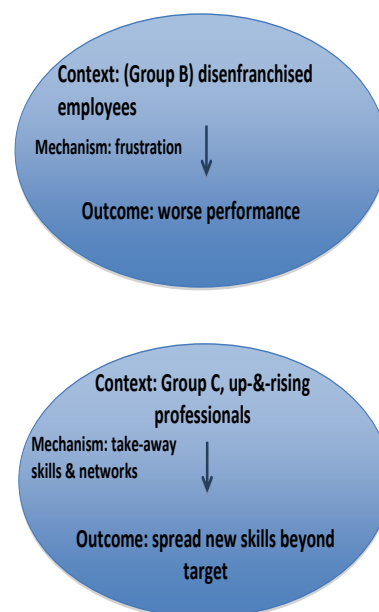 Context: (Group B) disenfranchised
employees
Mechanism: frustration
Outcome: worse performance
Context: Group C, up-&-rising
professionals
Mechanism: take-away
skills & networks
Outcome: spread new skills beyond
target